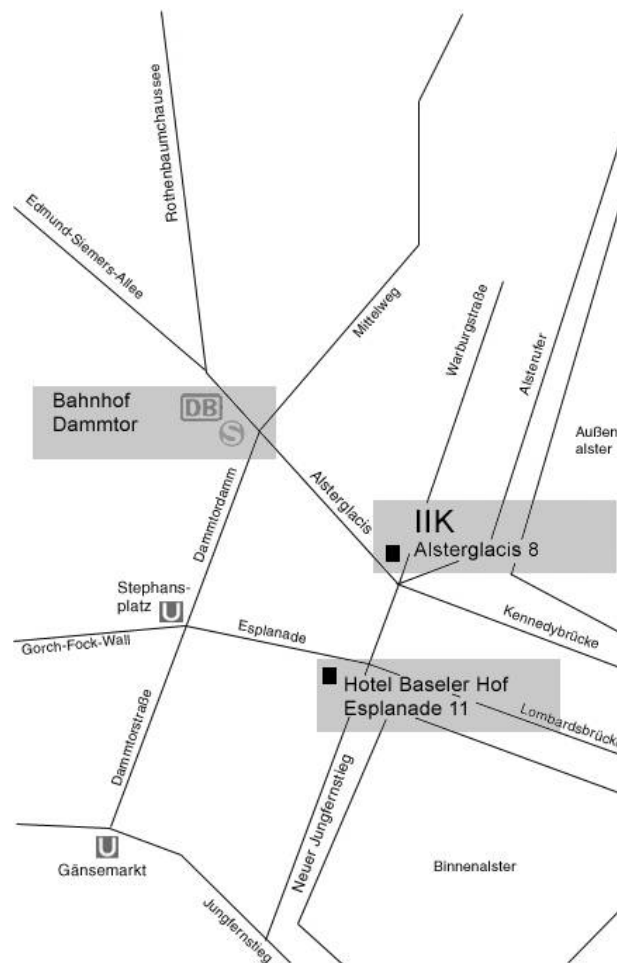 Rothenbaumchaussee
Edmund-Siemers-Allee
Mittelweg
Warburgstraße
Alsterufer
Außen
alster
Bahnhof
Dammtor
DB
S
Alsterglacis
IIK
Alsterglacis 8
Dammtordamm
Stephans-
platz U
Esplanade
Kennedybrücke
Gorch-Fock-Wall
Hotel Baseler Hof
Esplanade 11
Lombardsbrücke
Dammtorstraße
Neuer Jungfernstieg
U
Gänsemarkt
Binnenalster
Jungfernstieg